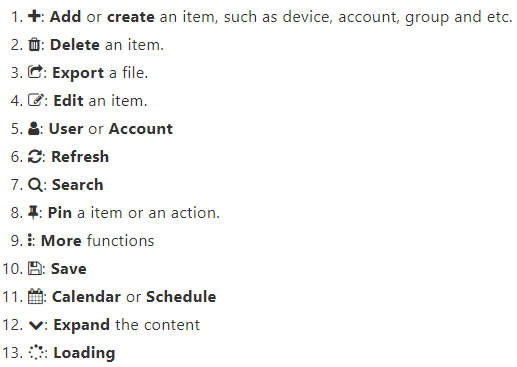 1. : Add or create an item, such as device, account, group and etc.
2. : Delete an item.
3. : Export a file.
4. : Edit an item.
5. : User or Account
6. : Refresh
7. : Search
8. : Pin a item or an action.
9. : More functions
10. : Save
11. : Calendar or Schedule
12. : Expand the content
13. : Loading